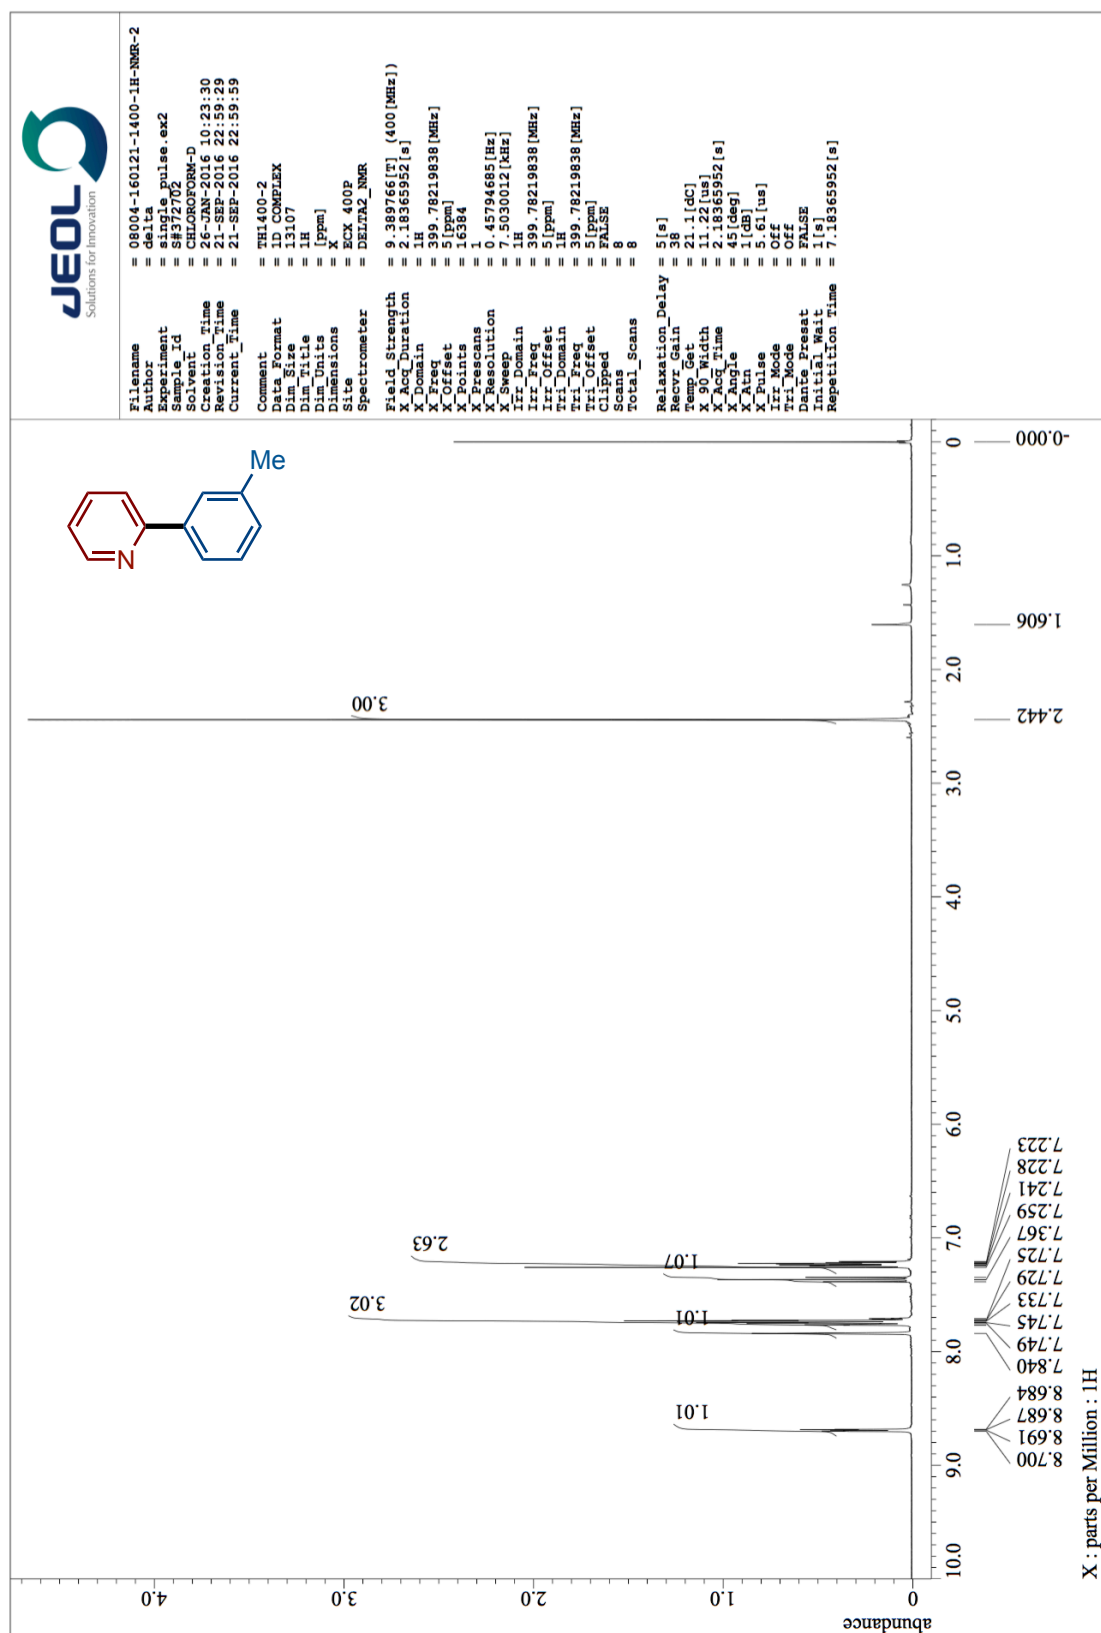 JEOL
Solutions for Innovation
Filename = 0804-160121-1400-1H-NMR-2
Author = delta
Experiment = single_pulse.ex2
Sample_Id = S#372702
Solvent = CHLOROFORM-D
Creation_Time = 26-JAN-2016 10:23:30
Revision_Time = 21-SEP-2016 22:59:29
Current_Time = 21-SEP-2016 22:59:59
Comment = TH1400-2
Data_Format = 1D COMPLEX
Dim_Size = 13107
Dim_Title = 1H
Dim_Units = [ppm]
Dimensions = X
Site = ECX 400P
Spectrometer = DELTA2_NMR
Field_Strength = 9.389766[T] (400[MHz])
X_Acq_Duration = 2.18365952[s]
X_Domain = 1H
X_Freq = 399.78219838[MHz]
X_Offset = 5[ppm]
X_Points = 16384
X_Prescans = 1
X_Resolution = 0.45794685[Hz]
X_Sweep = 7.5030012[kHz]
Irr_Domain = 1H
Irr_Freq = 399.78219838[MHz]
Irr_Offset = 5[ppm]
Tri_Domain = 1H
Tri_Freq = 399.78219838[MHz]
Tri_Offset = 5[ppm]
Clipped = FALSE
Scans = 8
Total_Scans = 8
Relaxation_Delay = 5[s]
Recvr_Gain = 38
Temp_Get = 21.1[dC]
X_90_Width = 11.22[us]
X_Acq_Time = 2.18365952[s]
X_Angle = 45[deg]
X_Atn = 1[dB]
X_Pulse = 5.61[us]
Irr_Mode = Off
Tri_Mode = Off
Dante_Presat = FALSE
Initial_Wait = 1[s]
Repetition_Time = 7.18365952[s]
N
Me
abundance
0 1.0 2.0 3.0 4.0
1.01
1.01
3.02
1.07
2.63
3.00
10.0 9.0 8.0 7.0 6.0 5.0 4.0 3.0 2.0 1.0 0
8.700
8.691
8.687
8.684
7.840
7.749
7.745
7.733
7.729
7.725
7.367
7.259
7.241
7.228
7.223
2.442
1.606
-0.000
X : parts per Million : 1H